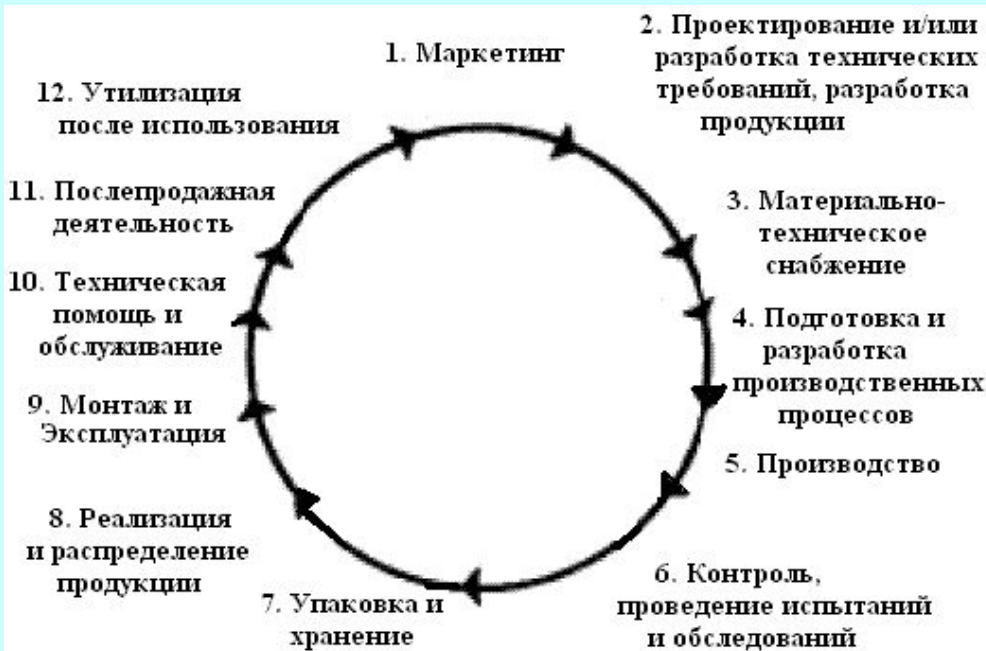 1. Маркетинг
2. Проектирование и/или
разработка технических
требований, разработка
продукции
3. Материально-
техническое
снабжение
4. Подготовка и
разработка
производственных
процессов
5. Производство
6. Контроль,
проведение испытаний
и обследований
7. Упаковка и
хранение
8. Реализация
и распределение
продукции
9. Монтаж и
Эксплуатация
10. Техническая
помощь и
обслуживание
11. Послепродажная
деятельность
12. Утилизация
после использования